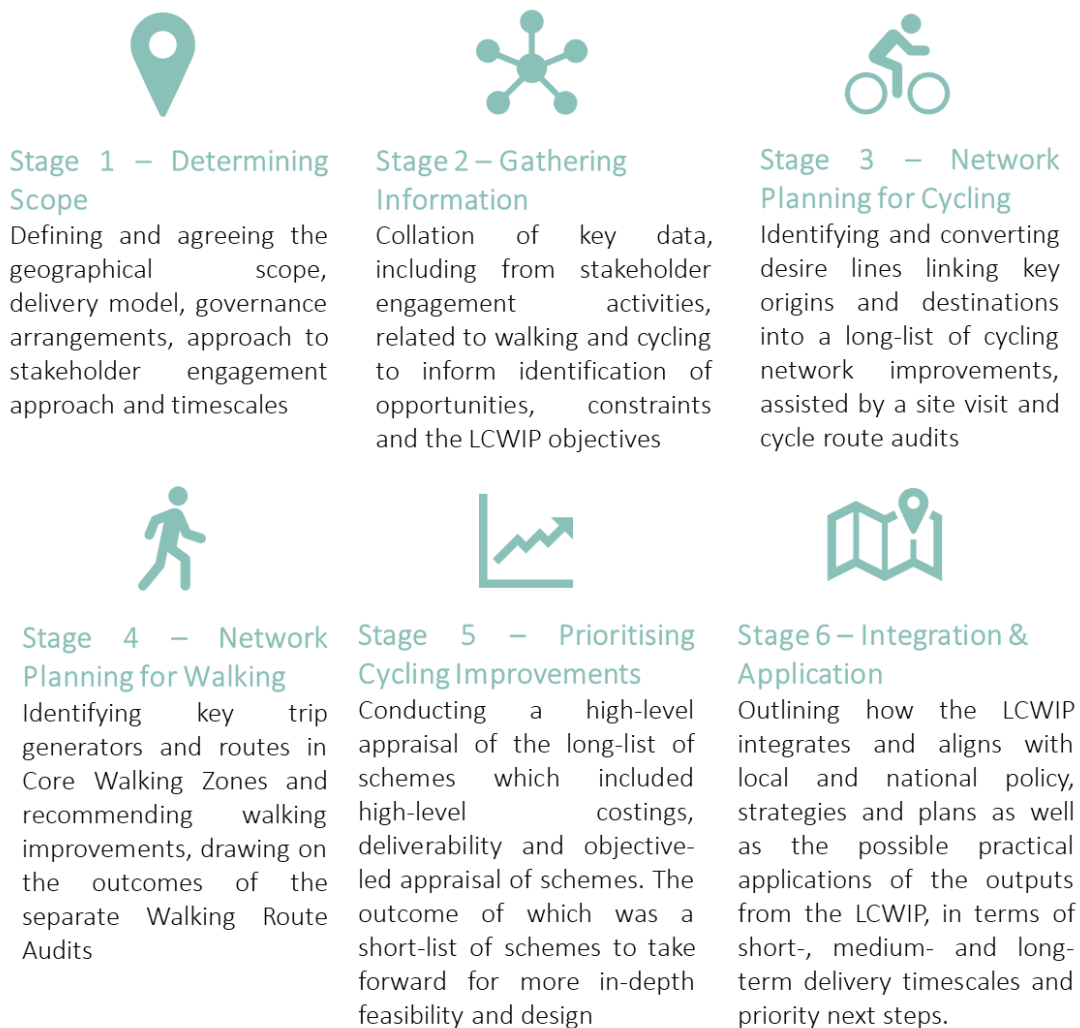 Stage 1 – Determining
Scope
Defining and agreeing the
geographical scope,
delivery model, governance
arrangements, approach to
stakeholder engagement
approach and timescales
Stage 2 – Gathering
Information
Collation of key data,
including from stakeholder
engagement activities,
related to walking and cycling
to inform identification of
opportunities, constraints
and the LCWIP objectives
Stage 3 – Network
Planning for Cycling
Identifying and converting
desire lines linking key
origins and destinations
into a long-list of cycling
network improvements,
assisted by a site visit and
cycle route audits
Stage 4 – Network
Planning for Walking
Identifying key trip
generators and routes in
Core Walking Zones and
recommending walking
improvements, drawing on
the outcomes of the
separate Walking Route
Audits
Stage 5 – Prioritising
Cycling Improvements
Conducting a high-level
appraisal of the long-list of
schemes which included
high-level costings,
deliverability and objective-
led appraisal of schemes. The
outcome of which was a
short-list of schemes to take
forward for more in-depth
feasibility and design
Stage 6 – Integration &
Application
Outlining how the LCWIP
integrates and aligns with
local and national policy,
strategies and plans as well
as the possible practical
applications of the outputs
from the LCWIP, in terms of
short-, medium- and long-
term delivery timescales and
priority next steps.